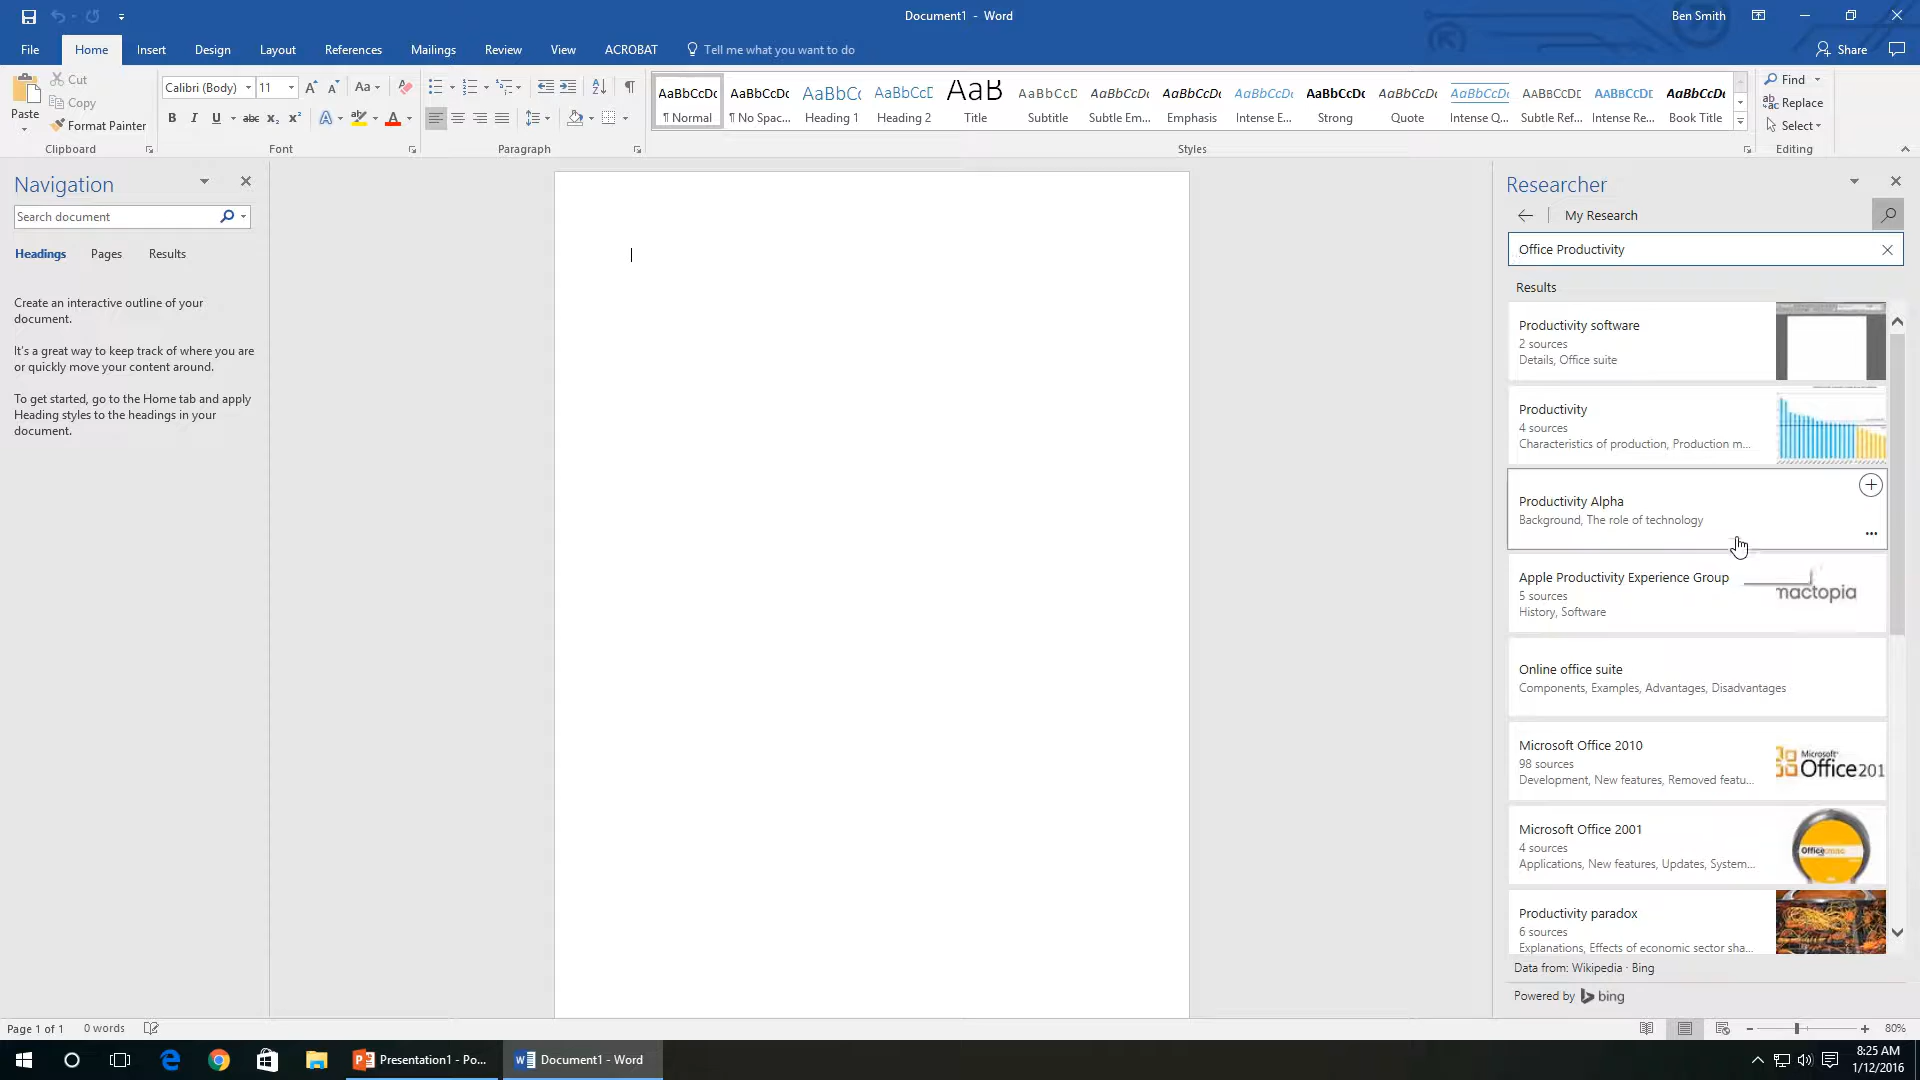 Document1 - Word
Ben Smith
File Home Insert Design Layout References Mailings Review View ACROBAT Tell me what you want to do
Share
Paste
Cut
Copy
Format Painter
Clipboard
Calibri (Body) 11
Aa
B I U abc x2 x2 A A
Font
Paragraph
AaBbCcDc AaBbCcDc AaBbCc AaBbCcD AaB AaBbCcD AaBbCcDc AaBbCcDc AaBbCcDc AaBbCcDc AaBbCcDc AaBbCcDc AABBCCDD AABBCCDD AaBbCcDc
¶ Normal ¶ No Spac... Heading 1 Heading 2 Title Subtitle Subtle Em... Emphasis Intense E... Strong Quote Intense Q... Subtle Ref... Intense Re... Book Title
Styles
Find
Replace
Select
Editing
Navigation
Search document
Headings Pages Results
Create an interactive outline of your
document.
It's a great way to keep track of where you are
or quickly move your content around.
To get started, go to the Home tab and apply
Heading styles to the headings in your
document.
Researcher
My Research
Office Productivity
Results
Productivity software
2 sources
Details, Office suite
Productivity
4 sources
Characteristics of production, Production m...
Productivity Alpha
Background, The role of technology
Apple Productivity Experience Group
5 sources
History, Software
mactopia
Online office suite
Components, Examples, Advantages, Disadvantages
Microsoft Office 2010
98 sources
Development, New features, Removed featu...
Microsoft
Office201
Microsoft Office 2001
4 sources
Applications, New features, Updates, System...
Productivity paradox
6 sources
Explanations, Effects of economic sector sha...
Data from: Wikipedia · Bing
Powered by bing
Page 1 of 1 0 words
80%
Presentation1 - Po...
Document1 - Word
8:25 AM
1/12/2016